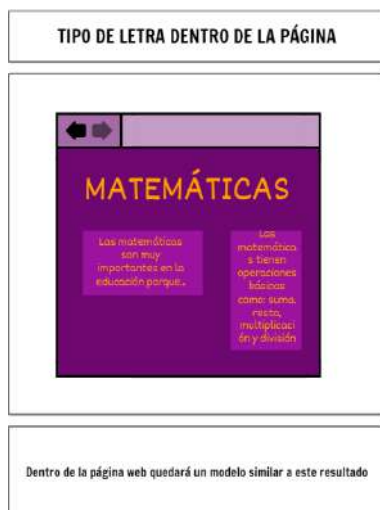 TIPO DE LETRA DENTRO DE LA PÁGINA
MATEMÁTICAS
Las matemáticas
son muy
importantes en la
educación porque...
Las
matemática
s tienen
operaciones
básicas
como: suma,
resta,
multiplicaci
ón y división
Dentro de la página web quedará un modelo similar a este resultado